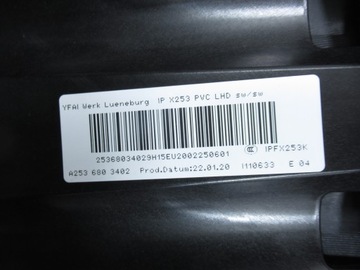 YFAI Werk Lueneburg IP X253 PVC LHD sw/sw
25368034029H15EU2002250601 IPFX253K
A253 680 3402 Prod.Datum:22.01.20 I110633 E 04